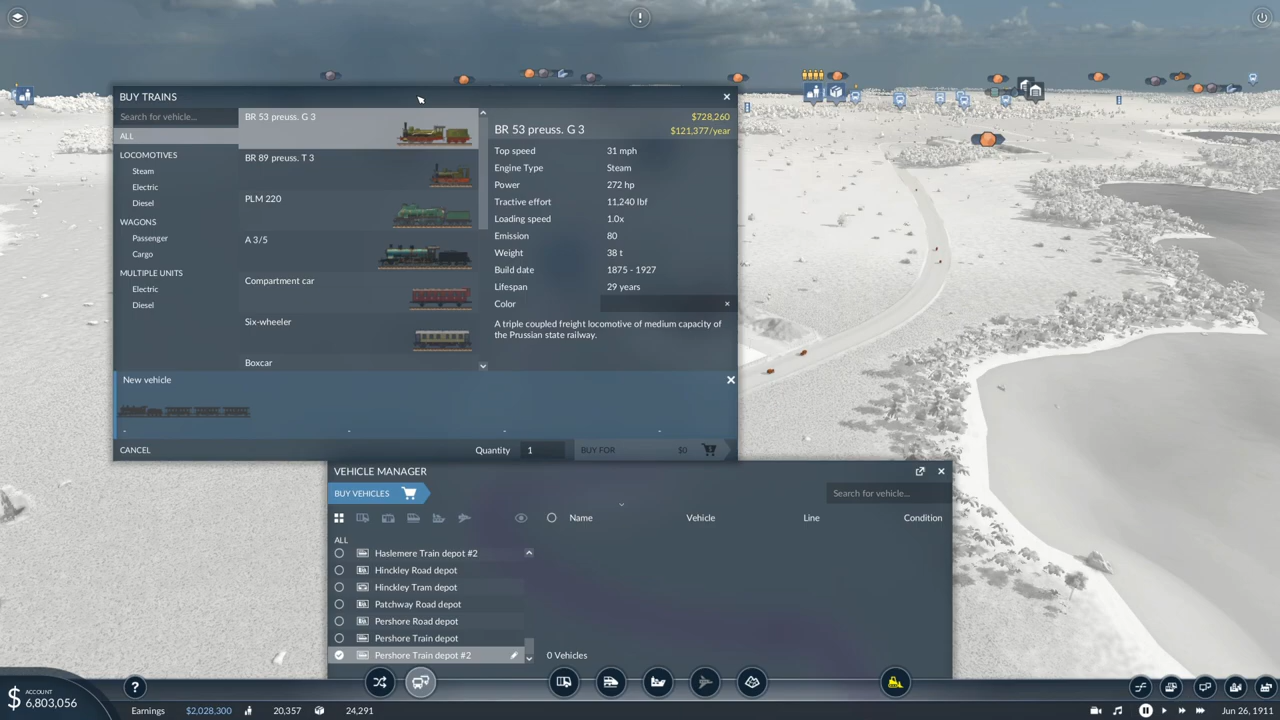 BUY TRAINS
Search for vehicle...
ALL
LOCOMOTIVES
Steam
Electric
Diesel
WAGONS
Passenger
Cargo
MULTIPLE UNITS
Electric
Diesel
BR 53 preuss. G 3
BR 89 preuss. T 3
PLM 220
A 3/5
Compartment car
Six-wheeler
Boxcar
$728,260
BR 53 preuss. G 3
$121,377/year
Top speed 31 mph
Engine Type Steam
Power 272 hp
Tractive effort 11,240 lbf
Loading speed 1.0x
Emission 80
Weight 38 t
Build date 1875 - 1927
Lifespan 29 years
Color
A triple coupled freight locomotive of medium capacity of
the Prussian state railway.
New vehicle
- - - -
CANCEL Quantity 1 BUY FOR $0
VEHICLE MANAGER
BUY VEHICLES Search for vehicle...
Name Vehicle Line Condition
ALL
Haslemere Train depot #2
Hinckley Road depot
Hinckley Tram depot
Patchway Road depot
Pershore Road depot
Pershore Train depot
Pershore Train depot #2
0 Vehicles
$ ACCOUNT
6,803,056
?
Earnings $2,028,300 20,357 24,291 Jun 26, 1911